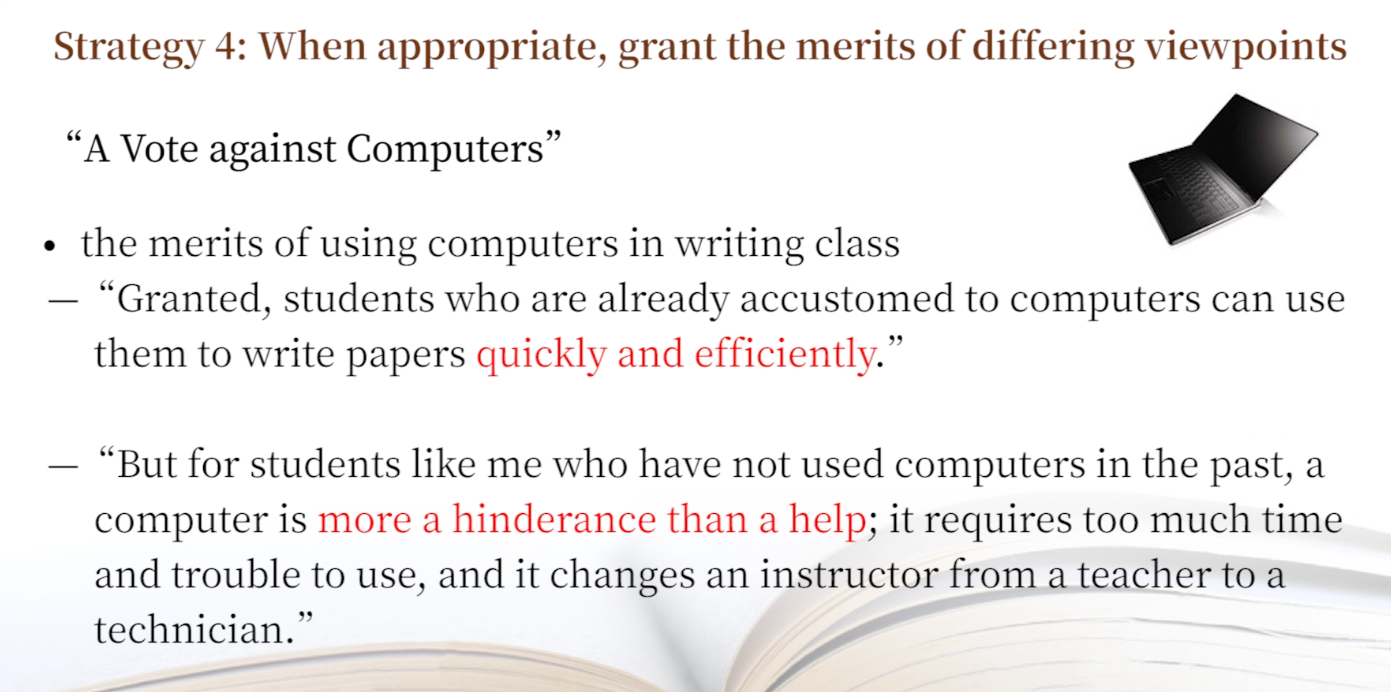 Strategy 4: When appropriate, grant the merits of differing viewpoints
“A Vote against Computers”
• the merits of using computers in writing class
— “Granted, students who are already accustomed to computers can use
them to write papers quickly and efficiently.”
— “But for students like me who have not used computers in the past, a
computer is more a hinderance than a help; it requires too much time
and trouble to use, and it changes an instructor from a teacher to a
technician.”